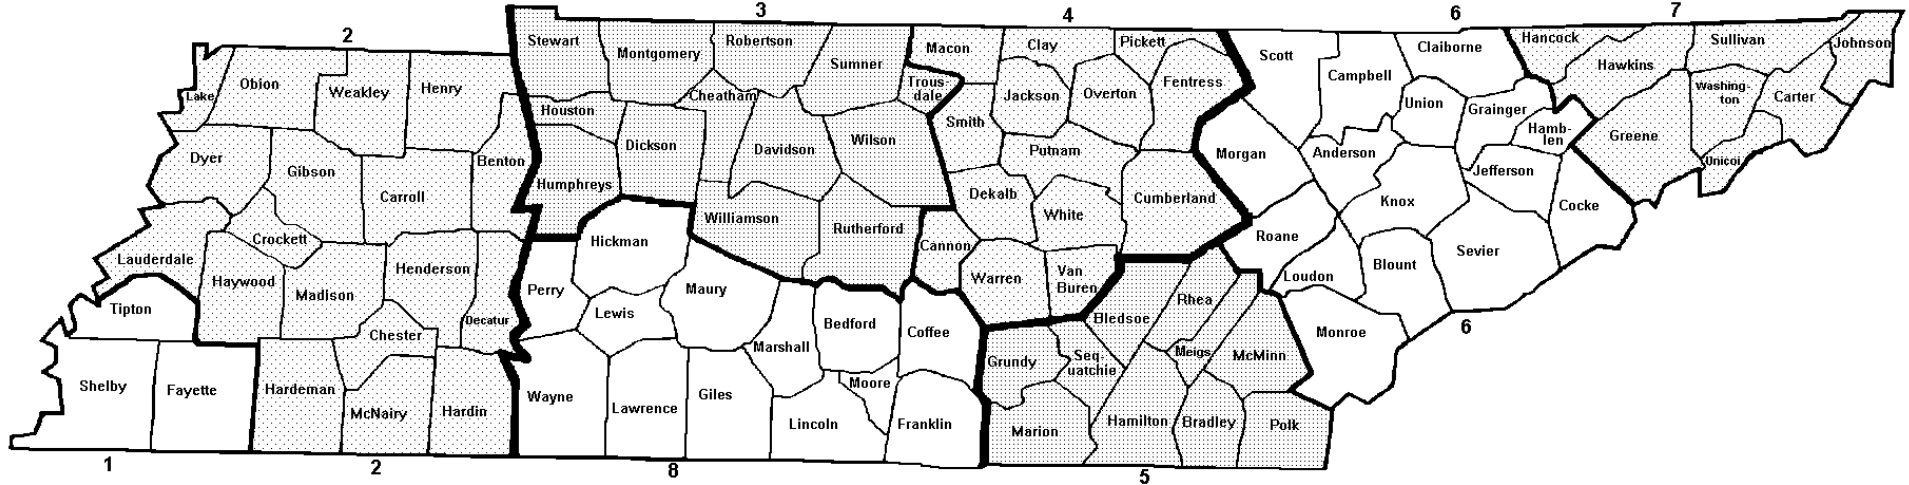 2
3
4
6
7
Stewart
Montgomery
Robertson
Sumner
Macon
Clay
Pickett
Scott
Claiborne
Hancock
Sullivan
Johnson
Lake
Obion
Weakley
Henry
Houston
Cheatham
Trous-
dale
Jackson
Overton
Fentress
Campbell
Union
Grainger
Hawkins
Washing-
ton
Carter
Dyer
Gibson
Carroll
Benton
Humphreys
Dickson
Davidson
Wilson
Smith
Putnam
Morgan
Anderson
Hamb-
len
Jefferson
Greene
Unicoi
Lauderdale
Crockett
Haywood
Madison
Henderson
Decatur
Chester
Hickman
Williamson
Rutherford
Cannon
Dekalb
White
Cumberland
Warren
Van
Buren
Roane
Loudon
Knox
Blount
Sevier
Cocke
Tipton
Shelby
Fayette
Hardeman
McNairy
Hardin
Perry
Lewis
Maury
Marshall
Bedford
Coffee
Moore
Wayne
Lawrence
Giles
Lincoln
Franklin
Bledsoe
Rhea
Meigs
McMinn
Monroe
Grundy
Seq-
uatchie
Marion
Hamilton
Bradley
Polk
6
1
2
8
5